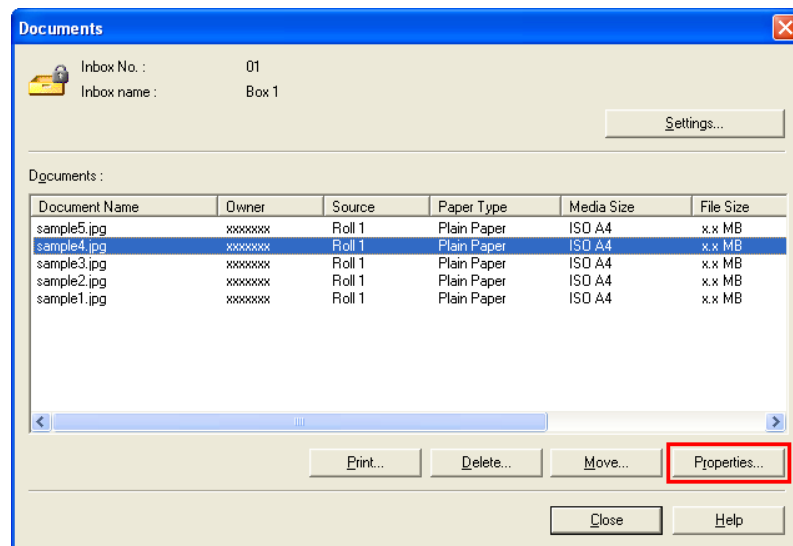 Documents
Inbox No. : 01
Inbox name : Box 1
Settings...
Documents :
Document Name Owner Source Paper Type Media Size File Size
sample5.jpg xxxxxxx Roll 1 Plain Paper ISO A4 x.x MB
sample4.jpg xxxxxxx Roll 1 Plain Paper ISO A4 x.x MB
sample3.jpg xxxxxxx Roll 1 Plain Paper ISO A4 x.x MB
sample2.jpg xxxxxxx Roll 1 Plain Paper ISO A4 x.x MB
sample1.jpg xxxxxxx Roll 1 Plain Paper ISO A4 x.x MB
Print... Delete... Move... Properties...
Close Help